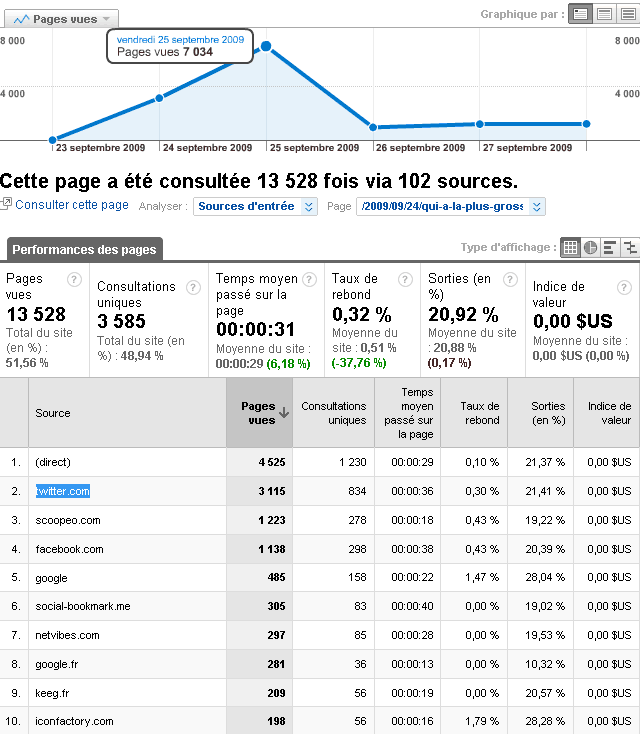 Pages vues
Graphique par :
8 000
8 000
vendredi 25 septembre 2009
Pages vues 7 034
4 000
4 000
23 septembre 2009
24 septembre 2009
25 septembre 2009
26 septembre 2009
27 septembre 2009
Cette page a été consultée 13 528 fois via 102 sources.
Consulter cette page
Analyser :
Sources d'entrée
Page
/2009/09/24/qui-a-la-plus-gross
Performances des pages
Type d'affichage :
Pages
vues
?
13 528
Total du site
(en %) :
51,56 %
Consultations
uniques
?
3 585
Total du site (en
%) : 48,94 %
Temps moyen
passé sur la
page
?
00:00:31
Moyenne du site :
00:00:29 (6,18 %)
Taux de
rebond
?
0,32 %
Moyenne du
site : 0,51 %
(-37,76 %)
Sorties (en
%)
?
20,92 %
Moyenne du site
: 20,88 %
(0,17 %)
Indice de
valeur
?
0,00 $US
Moyenne du site :
0,00 $US (0,00 %)
Source
Pages
vues
Consultations
uniques
Temps
moyen
passé sur
la page
Taux de
rebond
Sorties
(en %)
Indice de
valeur
1. (direct) 4 525 1 230 00:00:29 0,10 % 21,37 % 0,00 $US
2. twitter.com 3 115 834 00:00:36 0,30 % 21,41 % 0,00 $US
3. scoopeo.com 1 223 278 00:00:18 0,43 % 19,22 % 0,00 $US
4. facebook.com 1 138 298 00:00:38 0,43 % 20,39 % 0,00 $US
5. google 485 158 00:00:22 1,47 % 28,04 % 0,00 $US
6. social-bookmark.me 305 83 00:00:40 0,00 % 19,02 % 0,00 $US
7. netvibes.com 297 85 00:00:28 0,00 % 19,53 % 0,00 $US
8. google.fr 281 36 00:00:13 0,00 % 10,32 % 0,00 $US
9. keeg.fr 209 56 00:00:19 0,00 % 20,57 % 0,00 $US
10. iconfactory.com 198 56 00:00:16 1,79 % 28,28 % 0,00 $US